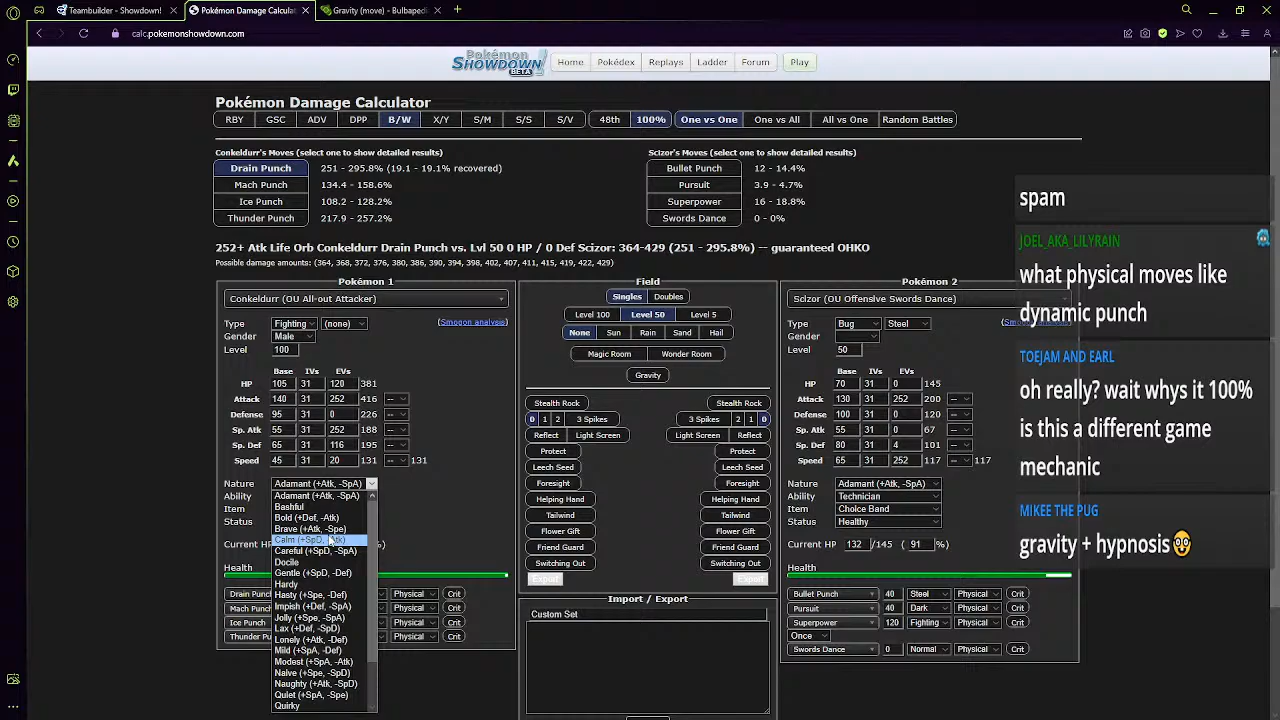 Teambuilder - Showdown!
Pokémon Damage Calculat
Gravity (move) - Bulbapedi
calc.pokemonshowdown.com
Pokémon
SHOWDOWN!
BETA
Home
Pokédex
Replays
Ladder
Forum
Play
Pokémon Damage Calculator
RBY GSC ADV DPP B/W X/Y S/M S/S S/V 48th 100% One vs One One vs All All vs One Random Battles
Conkeldurr's Moves (select one to show detailed results)
Drain Punch 251 - 295.8% (19.1 - 19.1% recovered)
Mach Punch 134.4 - 158.6%
Ice Punch 108.2 - 128.2%
Thunder Punch 217.9 - 257.2%
Scizor's Moves (select one to show detailed results)
Bullet Punch 12 - 14.4%
Pursuit 3.9 - 4.7%
Superpower 16 - 18.8%
Swords Dance 0 - 0%
252+ Atk Life Orb Conkeldurr Drain Punch vs. Lvl 50 0 HP / 0 Def Scizor: 364-429 (251 - 295.8%) -- guaranteed OHKO
Possible damage amounts: (364, 368, 372, 376, 380, 386, 390, 394, 398, 402, 407, 411, 415, 419, 422, 429)
Pokémon 1
Conkeldurr (OU All-out Attacker)
Type Fighting (none) (Smogon analysis)
Gender Male
Level 100
Base IVs EVs
HP 105 31 120 381
Attack 140 31 252 416 --
Defense 95 31 0 226 --
Sp. Atk 55 31 252 188 --
Sp. Def 65 31 116 195 --
Speed 45 31 20 131 -- 131
Nature Adamant (+Atk, -SpA)
Ability
Item
Status
Current HP %)
Health
Adamant (+Atk, -SpA)
Bashful
Bold (+Def, -Atk)
Brave (+Atk, -Spe)
Calm (+SpD, -Atk)
Careful (+SpD, -SpA)
Docile
Gentle (+SpD, -Def)
Hardy
Hasty (+Spe, -Def)
Impish (+Def, -SpA)
Jolly (+Spe, -SpA)
Lax (+Def, -SpD)
Lonely (+Atk, -Def)
Mild (+SpA, -Def)
Modest (+SpA, -Atk)
Naive (+Spe, -SpD)
Naughty (+Atk, -SpD)
Quiet (+SpA, -Spe)
Quirky
Drain Punch Physical Crit
Mach Pun Physical Crit
Ice Punch Physical Crit
Thunder Pu Physical Crit
Field
Singles Doubles
Level 100 Level 50 Level 5
None Sun Rain Sand Hail
Magic Room Wonder Room
Gravity
Stealth Rock Stealth Rock
0 1 2 3 Spikes 3 Spikes 2 1 0
Reflect Light Screen Light Screen Reflect
Protect Protect
Leech Seed Leech Seed
Foresight Foresight
Helping Hand Helping Hand
Tailwind Tailwind
Flower Gift Flower Gift
Friend Guard Friend Guard
Switching Out Switching Out
Export Export
Import / Export
Custom Set
Pokémon 2
Scizor (OU Offensive Swords Dance)
Type Bug Steel
Gender
Level 50
Base IVs EVs
HP 70 31 0 145
Attack 130 31 252 200 --
Defense 100 31 0 120 --
Sp. Atk 55 31 0 67 --
Sp. Def 80 31 4 101 --
Speed 65 31 252 117 -- 117
Nature Adamant (+Atk, -SpA)
Ability Technician
Item Choice Band
Status Healthy
Current HP 132 /145 ( 91 %)
Health
Bullet Punch 40 Steel Physical Crit
Pursuit 40 Dark Physical Crit
Superpower 120 Fighting Physical Crit
Once
Swords Dance 0 Normal Physical Crit
spam
JOEL_AKA_LILYRAIN
what physical moves like
dynamic punch
TOEJAM AND EARL
oh really? wait whys it 100%
is this a different game
mechanic
MIKEE THE PUG
gravity + hypnosis